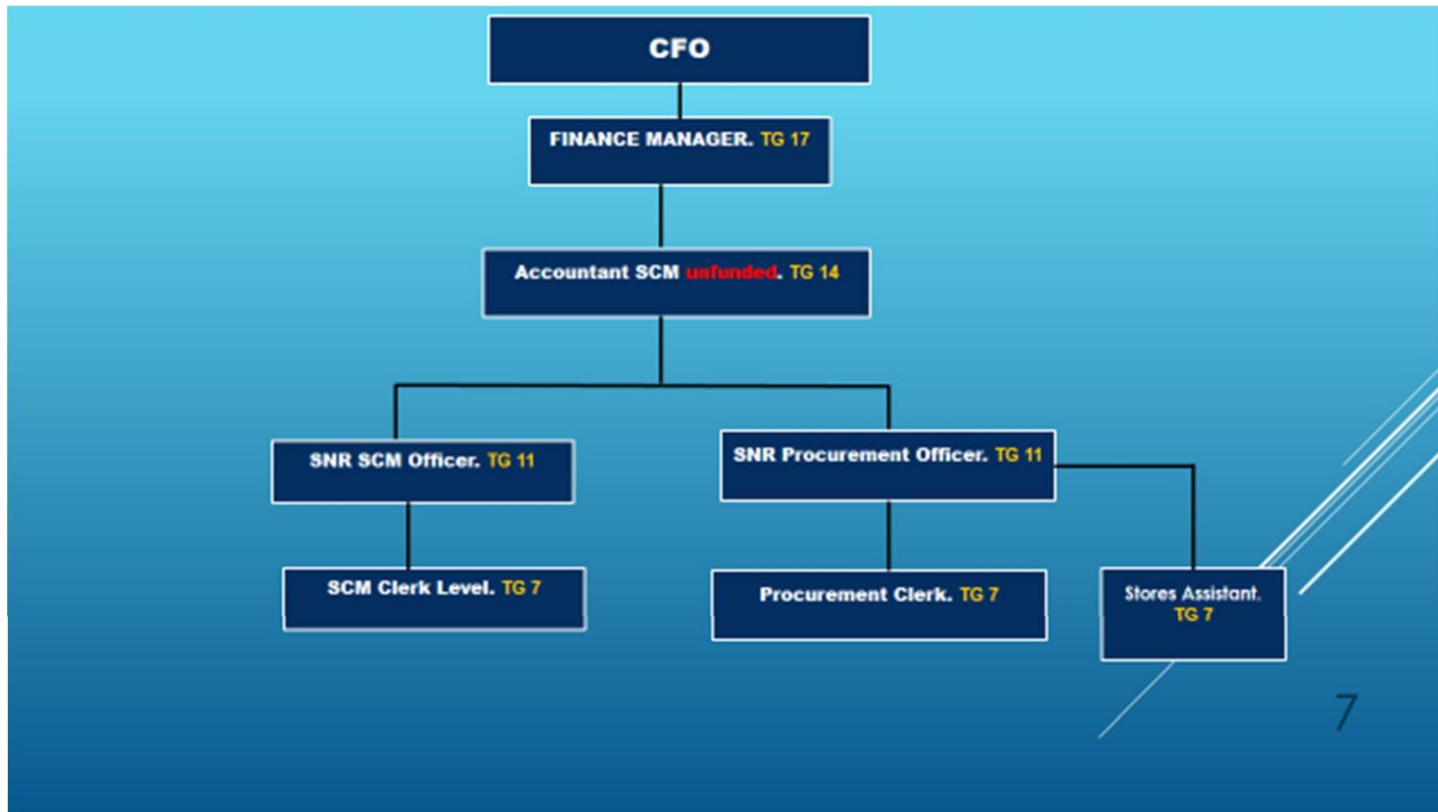 CFO
FINANCE MANAGER. TG 17
Accountant SCM unfunded. TG 14
SNR SCM Officer. TG 11
SNR Procurement Officer. TG 11
SCM Clerk Level. TG 7
Procurement Clerk. TG 7
Stores Assistant.
TG 7
7